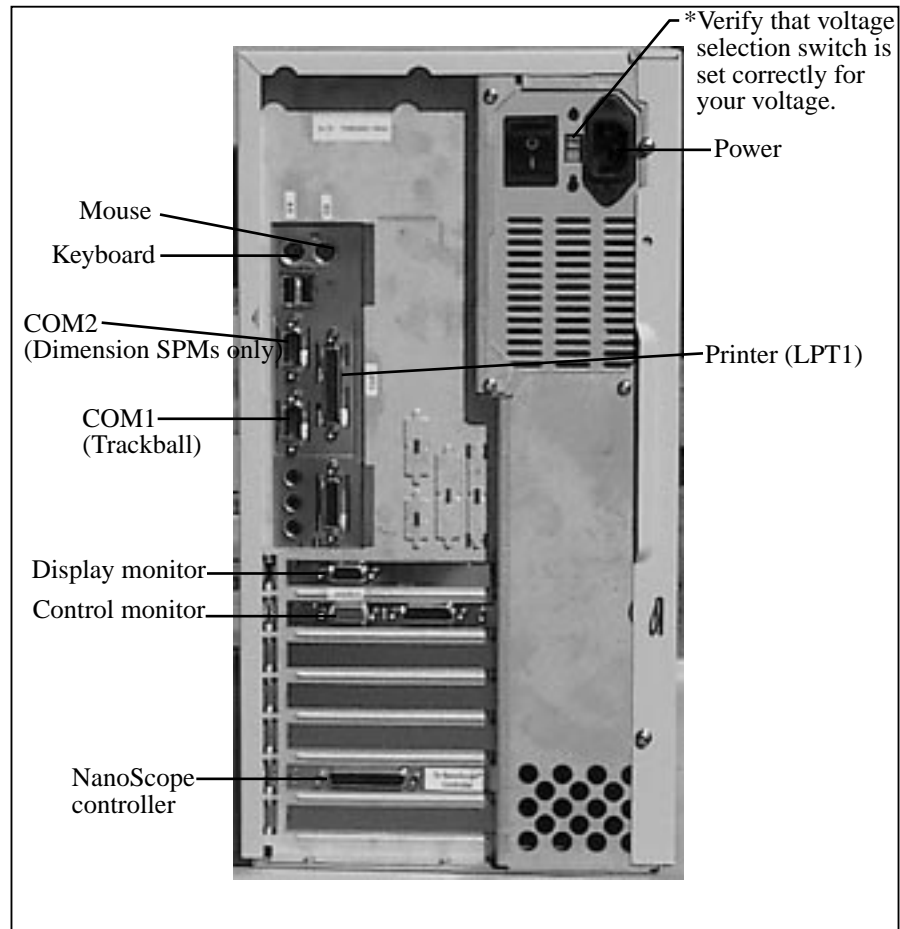 *Verify that voltage
selection switch is
set correctly for
your voltage.
Power
Mouse
Keyboard
COM2
(Dimension SPMs only)
Printer (LPT1)
COM1
(Trackball)
Display monitor
Control monitor
NanoScope
controller